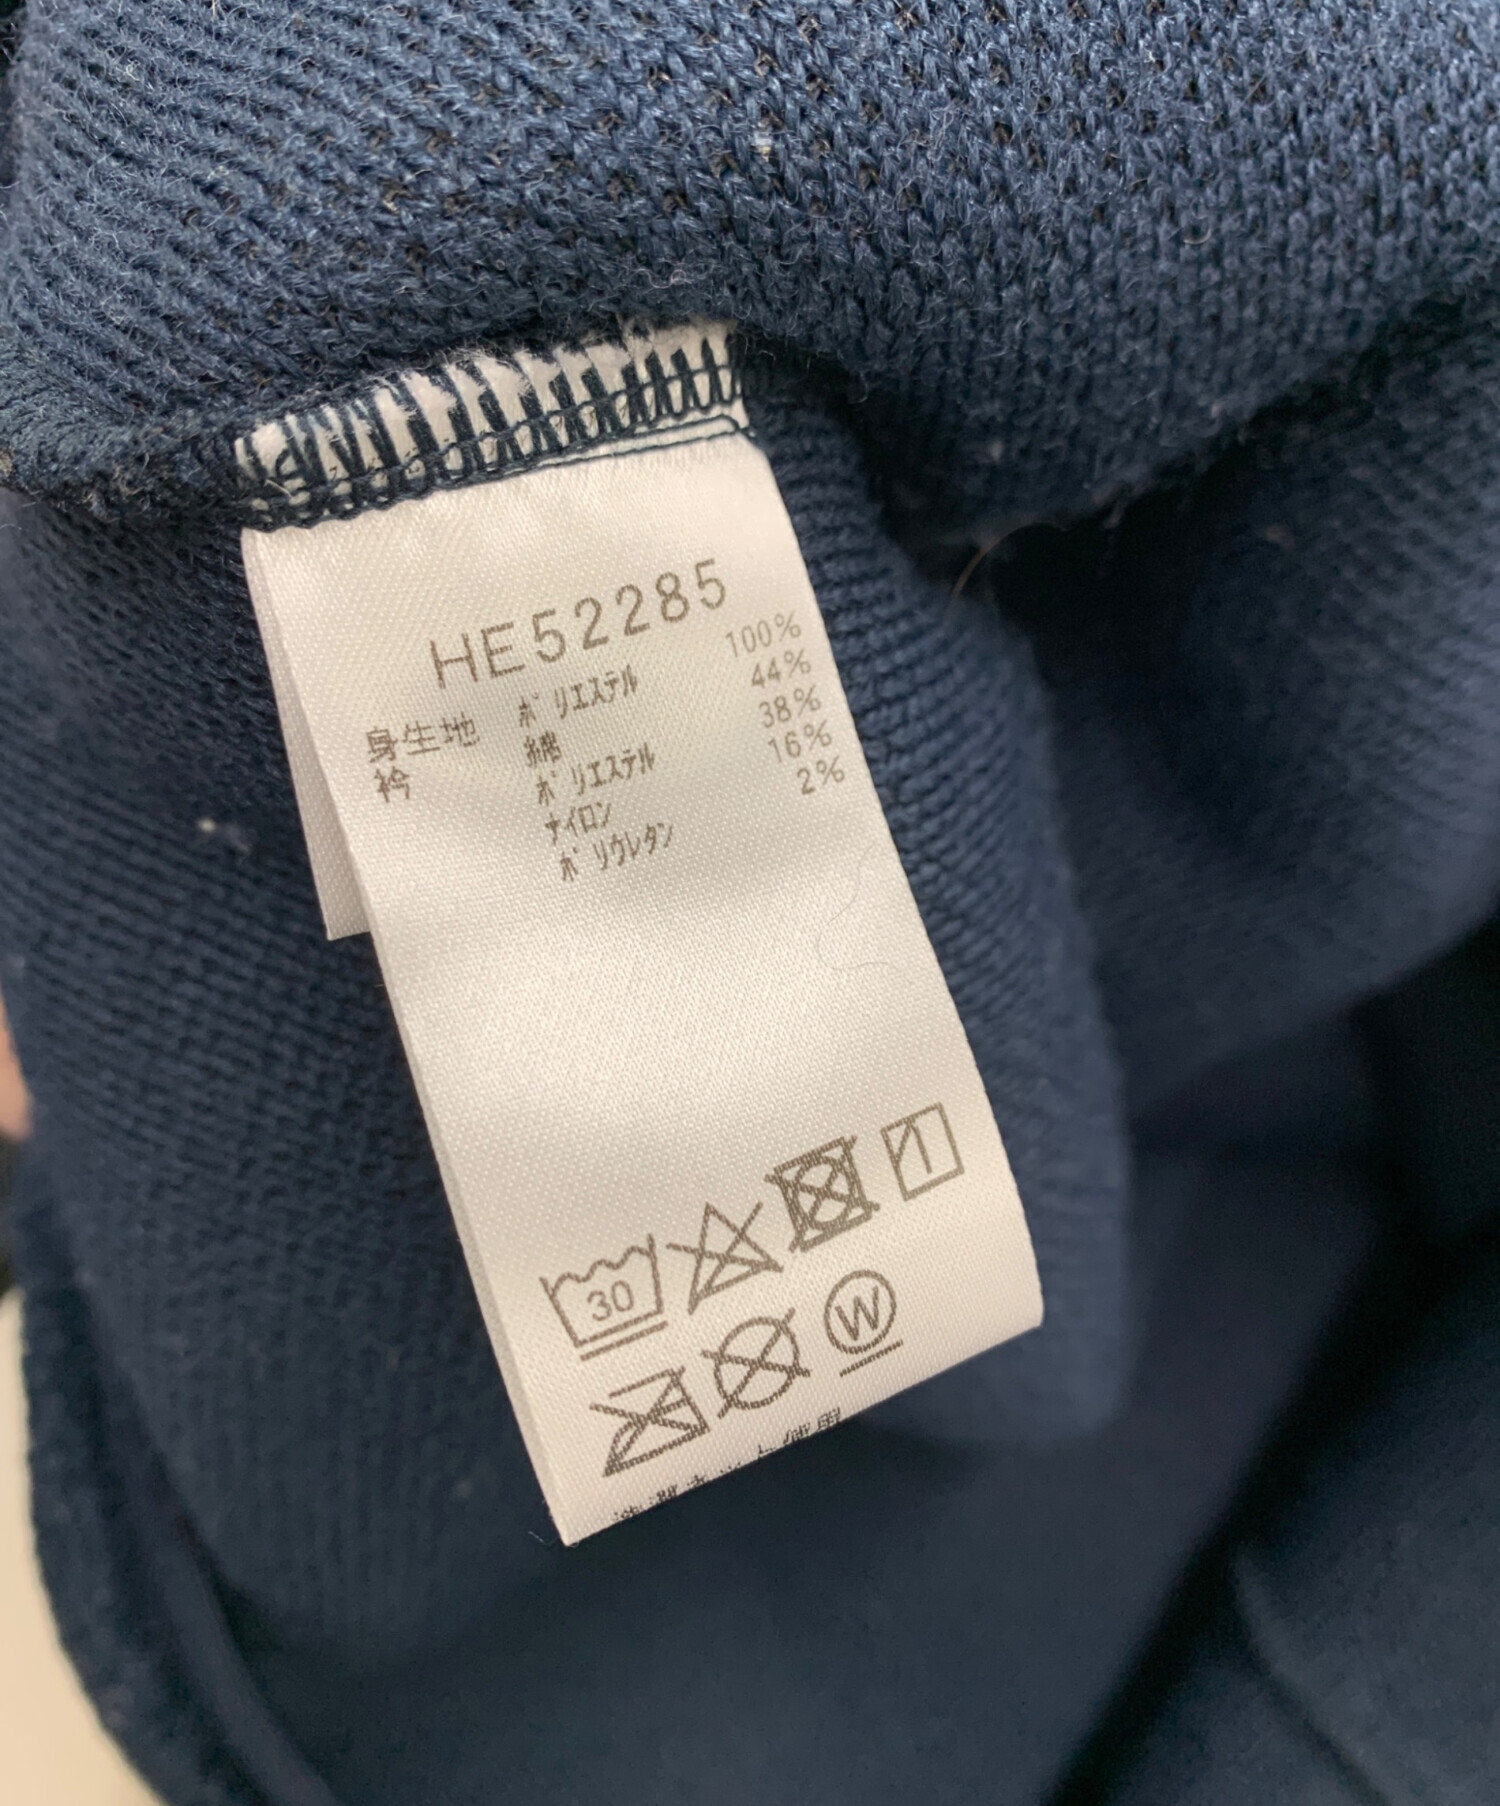 HE52285
身生地 ポリエステル 100%
衿 綿 44%
ポリエステル 38%
ナイロン 16%
ポリウレタン 2%
30
W